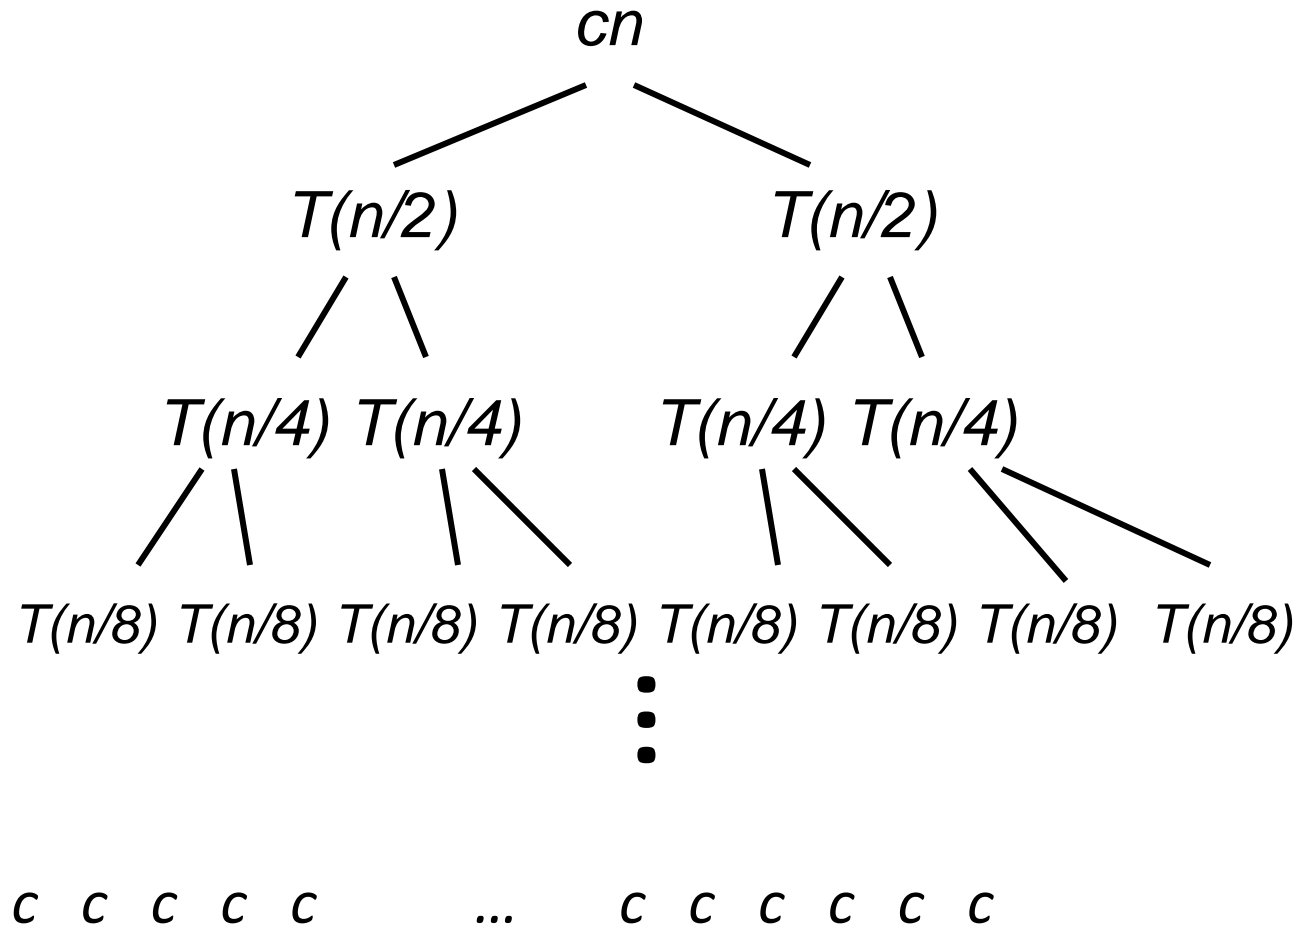 cn
T(n/2) T(n/2)
T(n/4) T(n/4) T(n/4) T(n/4)
T(n/8) T(n/8) T(n/8) T(n/8) T(n/8) T(n/8) T(n/8) T(n/8)
c c c c c ... c c c c c c